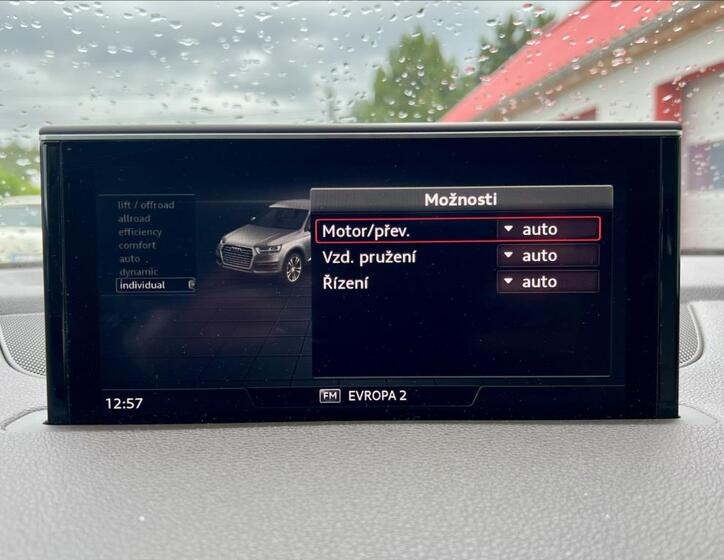 lift / offroad
allroad
efficiency
comfort
auto
dynamic
individual
Možnosti
Motor/přev. auto
Vzd. pružení auto
Řízení auto
12:57
FM EVROPA 2